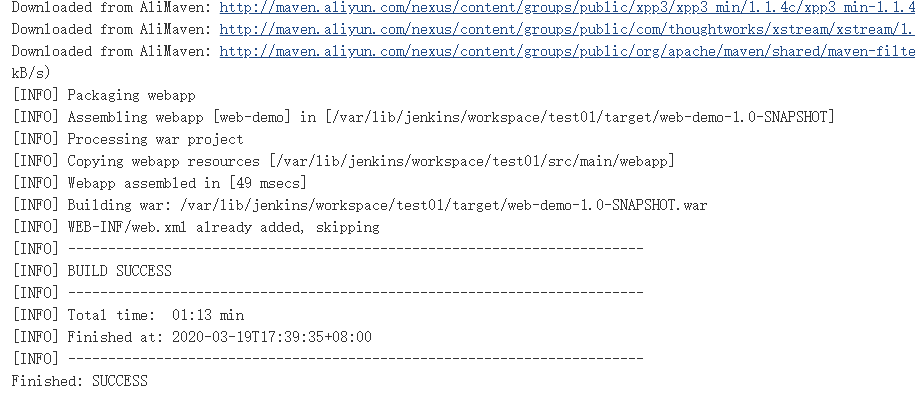 Downloaded from AliMaven: http://maven.aliyun.com/nexus/content/groups/public/xpp3/xpp3_min/1.1.4c/xpp3_min-1.1.4
Downloaded from AliMaven: http://maven.aliyun.com/nexus/content/groups/public/com/thoughtworks/xstream/xstream/1.
Downloaded from AliMaven: http://maven.aliyun.com/nexus/content/groups/public/org/apache/maven/shared/maven-filte
kB/s)
[INFO] Packaging webapp
[INFO] Assembling webapp [web-demo] in [/var/lib/jenkins/workspace/test01/target/web-demo-1.0-SNAPSHOT]
[INFO] Processing war project
[INFO] Copying webapp resources [/var/lib/jenkins/workspace/test01/src/main/webapp]
[INFO] Webapp assembled in [49 msecs]
[INFO] Building war: /var/lib/jenkins/workspace/test01/target/web-demo-1.0-SNAPSHOT.war
[INFO] WEB-INF/web.xml already added, skipping
[INFO] ------------------------------------------------------------------------
[INFO] BUILD SUCCESS
[INFO] ------------------------------------------------------------------------
[INFO] Total time:  01:13 min
[INFO] Finished at: 2020-03-19T17:39:35+08:00
[INFO] ------------------------------------------------------------------------
Finished: SUCCESS